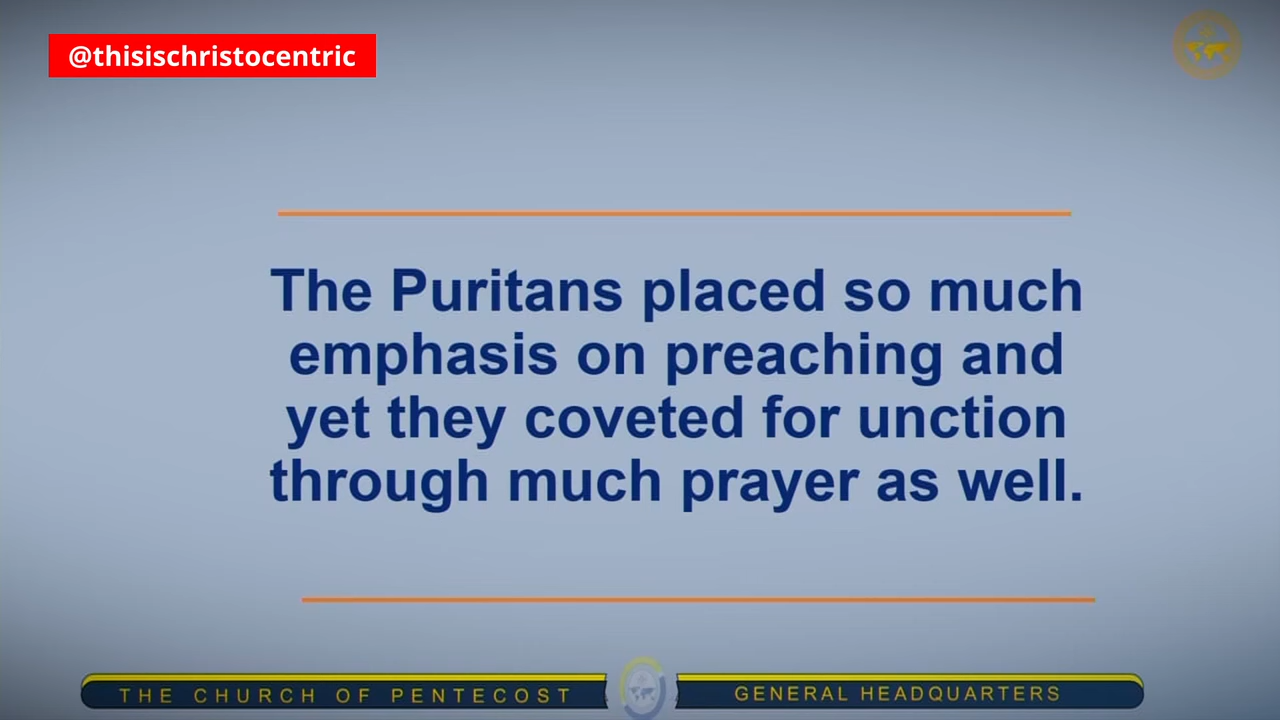 @thisischristocentric
The Puritans placed so much
emphasis on preaching and
yet they coveted for unction
through much prayer as well.
THE CHURCH OF PENTECOST
GENERAL HEADQUARTERS